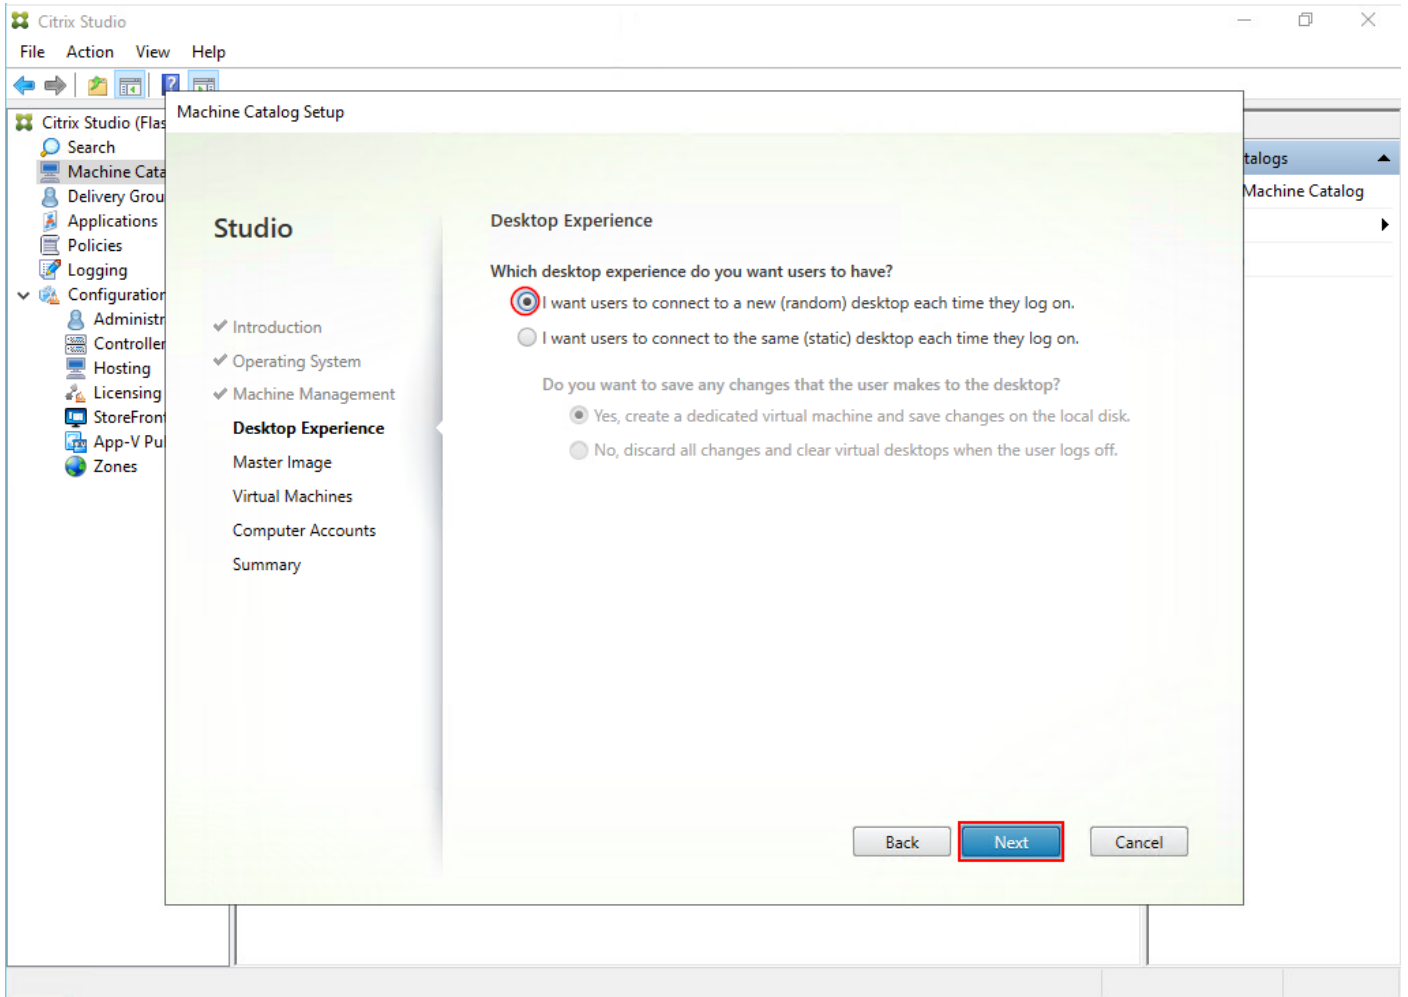 Citrix Studio
File Action View Help
Machine Catalog Setup
Citrix Studio (Flas
Search
Machine Cata
Delivery Grou
Applications
Policies
Logging
Configuration
Administr
Controller
Hosting
Licensing
StoreFront
App-V Pul
Zones
Studio
Introduction
Operating System
Machine Management
Desktop Experience
Master Image
Virtual Machines
Computer Accounts
Summary
Desktop Experience
Which desktop experience do you want users to have?
I want users to connect to a new (random) desktop each time they log on.
I want users to connect to the same (static) desktop each time they log on.
Do you want to save any changes that the user makes to the desktop?
Yes, create a dedicated virtual machine and save changes on the local disk.
No, discard all changes and clear virtual desktops when the user logs off.
Back Next Cancel
talogs
Machine Catalog